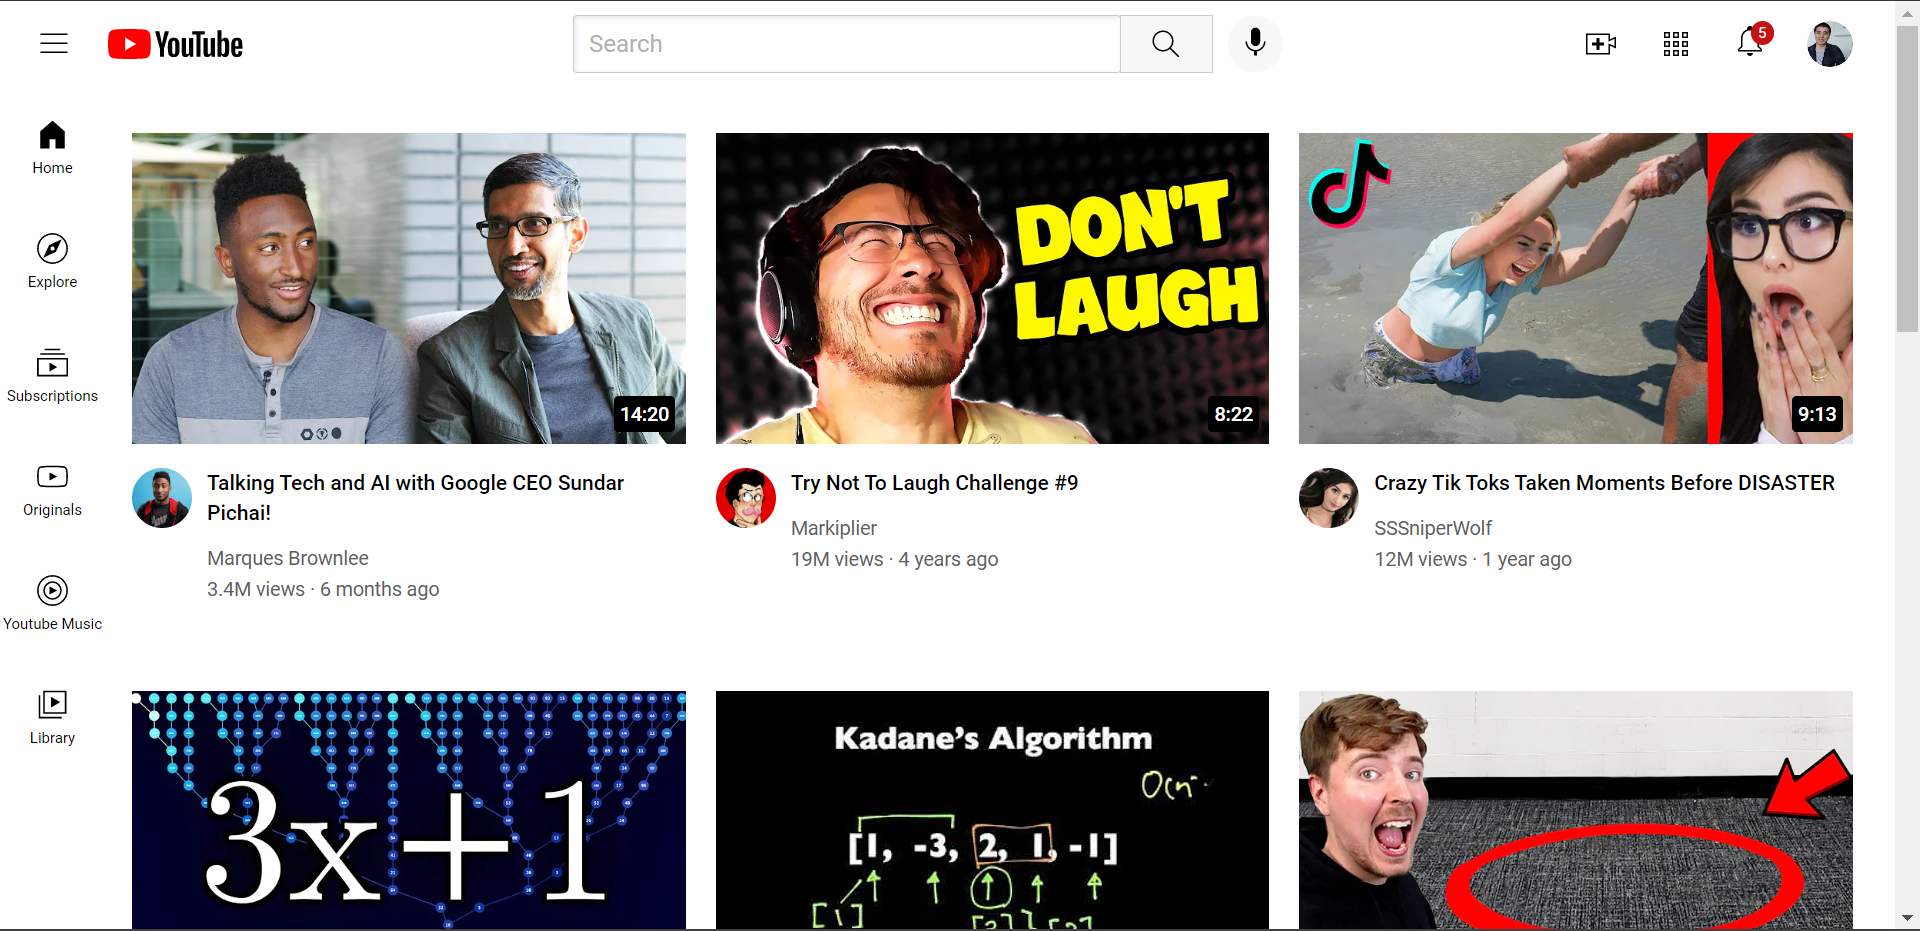 YouTube
Search
5
Home
Explore
Subscriptions
Originals
Youtube Music
Library
14:20
Talking Tech and AI with Google CEO Sundar
Pichai!
Marques Brownlee
3.4M views · 6 months ago
DON'T
LAUGH
8:22
Try Not To Laugh Challenge #9
Markiplier
19M views · 4 years ago
9:13
Crazy Tik Toks Taken Moments Before DISASTER
SSSniperWolf
12M views · 1 year ago
3x+1
Kadane's Algorithm
[1, -3, 2, 1, -1]
[1]